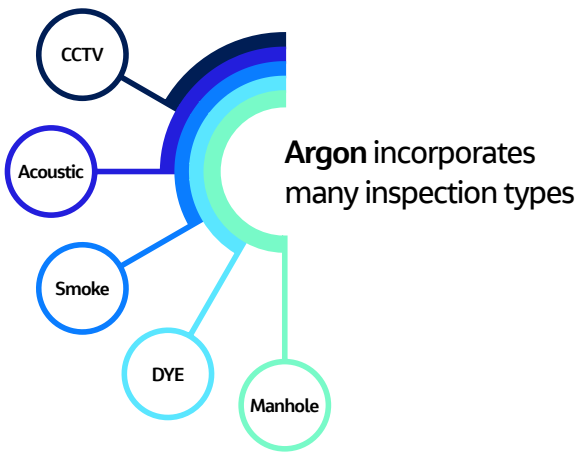 CCTV
Acoustic
Argon incorporates
many inspection types
Smoke
DYE
Manhole